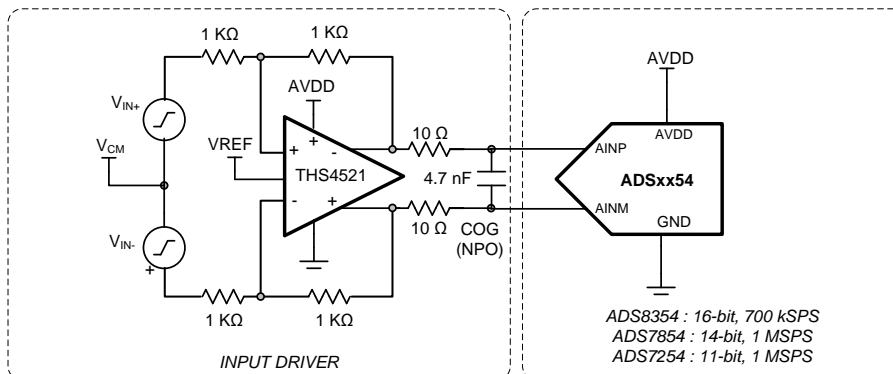 1 KΩ
1 KΩ
AVDD
AVDD
VIN+
VCM
VREF
10 Ω
AVDD
+
+
-
AINP
THS4521
4.7 nF
ADSxx54
-
+
AINM
10 Ω
COG
(NPO)
GND
VIN-
+
1 KΩ
1 KΩ
INPUT DRIVER
ADS8354 : 16-bit, 700 kSPS
ADS7854 : 14-bit, 1 MSPS
ADS7254 : 11-bit, 1 MSPS